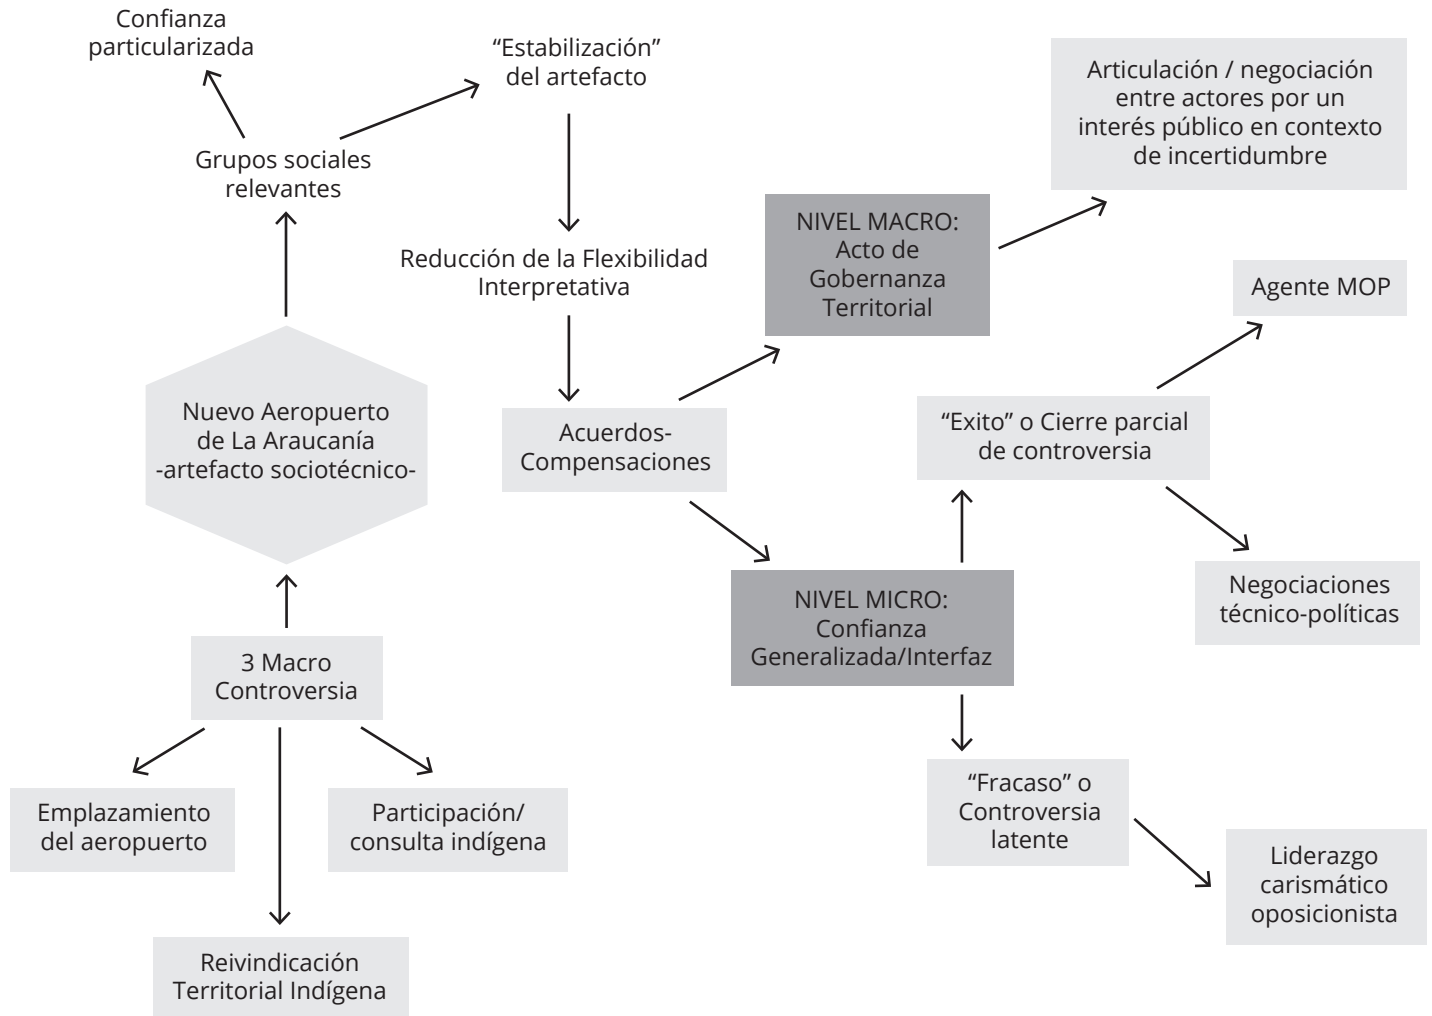 Confianza
particularizada
“Estabilización”
del artefacto
Grupos sociales
relevantes
Reducción de la Flexibilidad
Interpretativa
Nuevo Aeropuerto
de La Araucanía
-artefacto sociotécnico-
3 Macro
Controversia
Emplazamiento
del aeropuerto
Participación/
consulta indígena
Reivindicación
Territorial Indígena
Acuerdos-
Compensaciones
NIVEL MACRO:
Acto de
Gobernanza
Territorial
Articulación / negociación
entre actores por un
interés público en contexto
de incertidumbre
NIVEL MICRO:
Confianza
Generalizada/Interfaz
“Exito” o Cierre parcial
de controversia
Agente MOP
Negociaciones
técnico-políticas
“Fracaso” o
Controversia
latente
Liderazgo
carismático
oposicionista